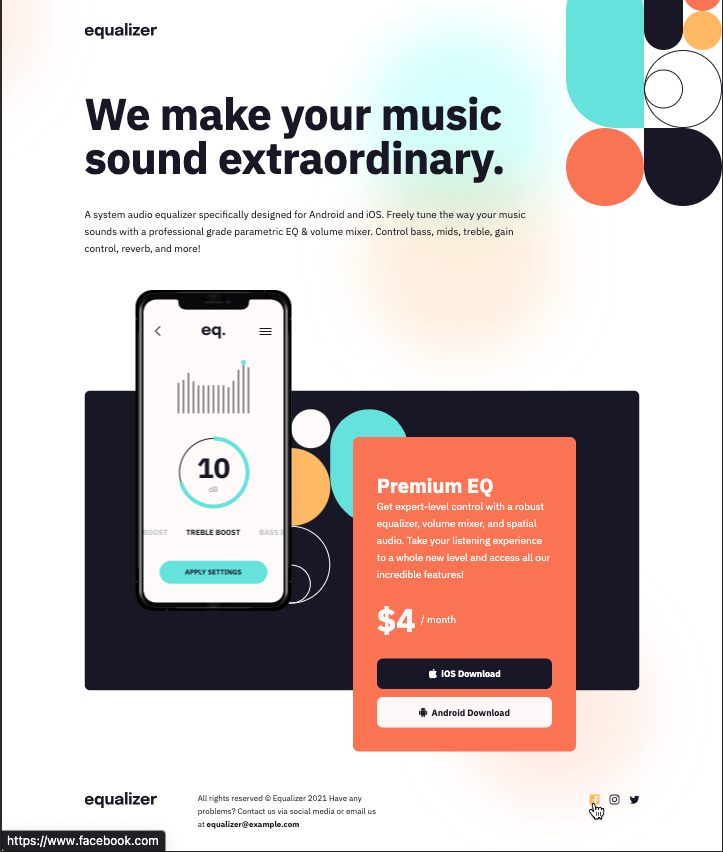 equalizer
We make your music
sound extraordinary.
A system audio equalizer specifically designed for Android and iOS. Freely tune the way your music
sounds with a professional grade parametric EQ & volume mixer. Control bass, mids, treble, gain
control, reverb, and more!
eq.
10
dB
BOOST TREBLE BOOST BASS B
APPLY SETTINGS
Premium EQ
Get expert-level control with a robust
equalizer, volume mixer, and spatial
audio. Take your listening experience
to a whole new level and access all our
incredible features!
$4 / month
iOS Download
Android Download
equalizer
All rights reserved © Equalizer 2021 Have any
problems? Contact us via social media or email us
at equalizer@example.com
https://www.facebook.com